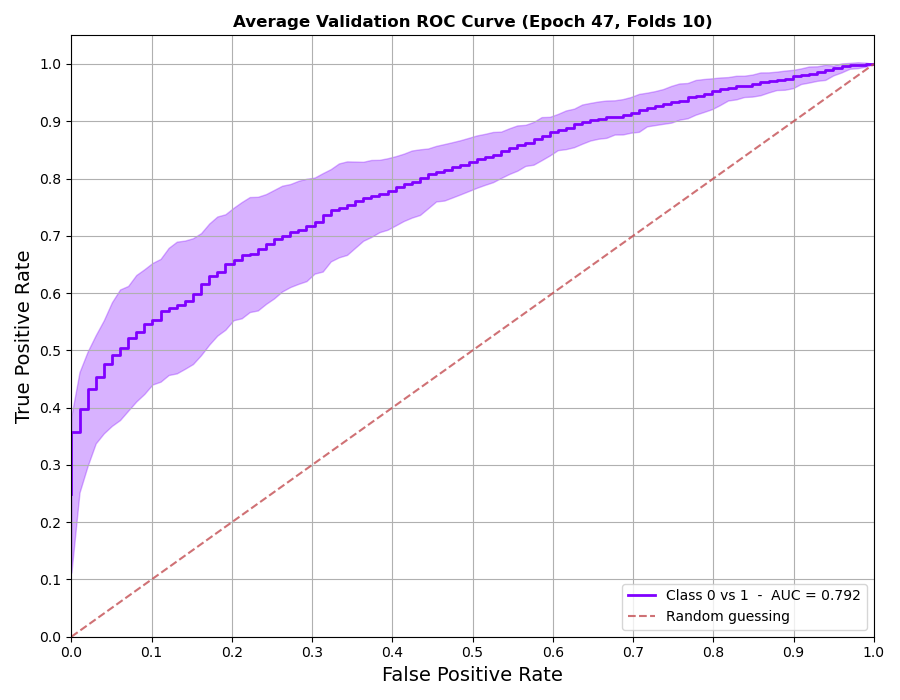 Average Validation ROC Curve (Epoch 47, Folds 10)
True Positive Rate
1.0
0.9
0.8
0.7
0.6
0.5
0.4
0.3
0.2
0.1
0.0
Class 0 vs 1 - AUC = 0.792
Random guessing
0.0 0.1 0.2 0.3 0.4 0.5 0.6 0.7 0.8 0.9 1.0
False Positive Rate